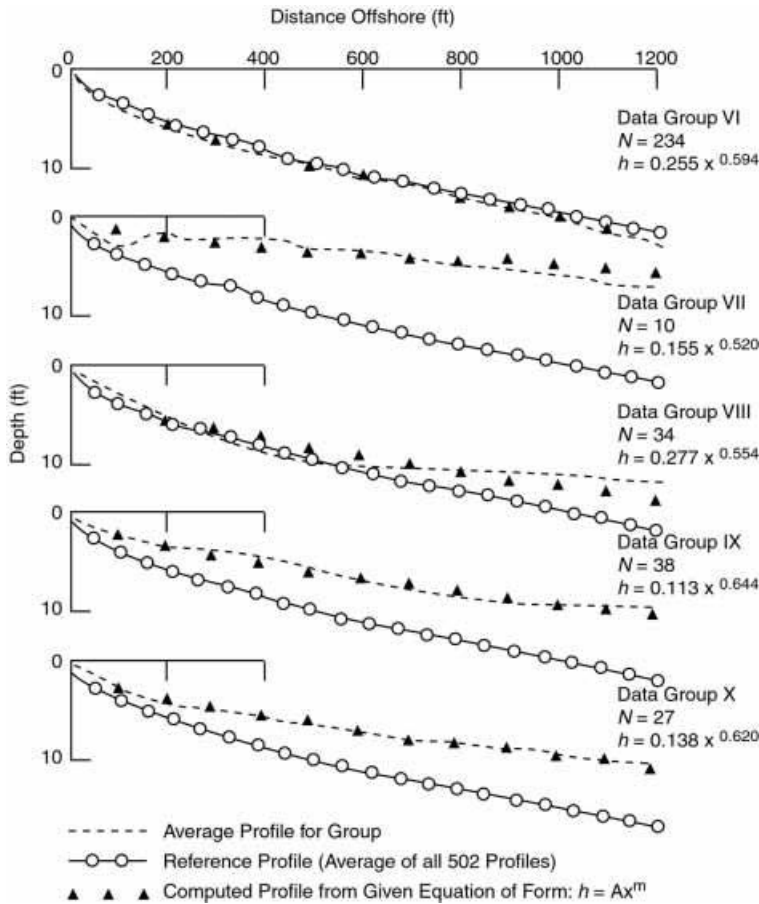 Distance Offshore (ft)
0 200 400 600 800 1000 1200
0
Data Group VI
N = 234
h = 0.255 x 0.594
10
0
Data Group VII
N = 10
h = 0.155 x 0.520
10
0
Depth (ft)
Data Group VIII
N = 34
h = 0.277 x 0.554
10
0
Data Group IX
N = 38
h = 0.113 x 0.644
10
0
Data Group X
N = 27
h = 0.138 x 0.620
10
Average Profile for Group
Reference Profile (Average of all 502 Profiles)
Computed Profile from Given Equation of Form: h = Axᵐ